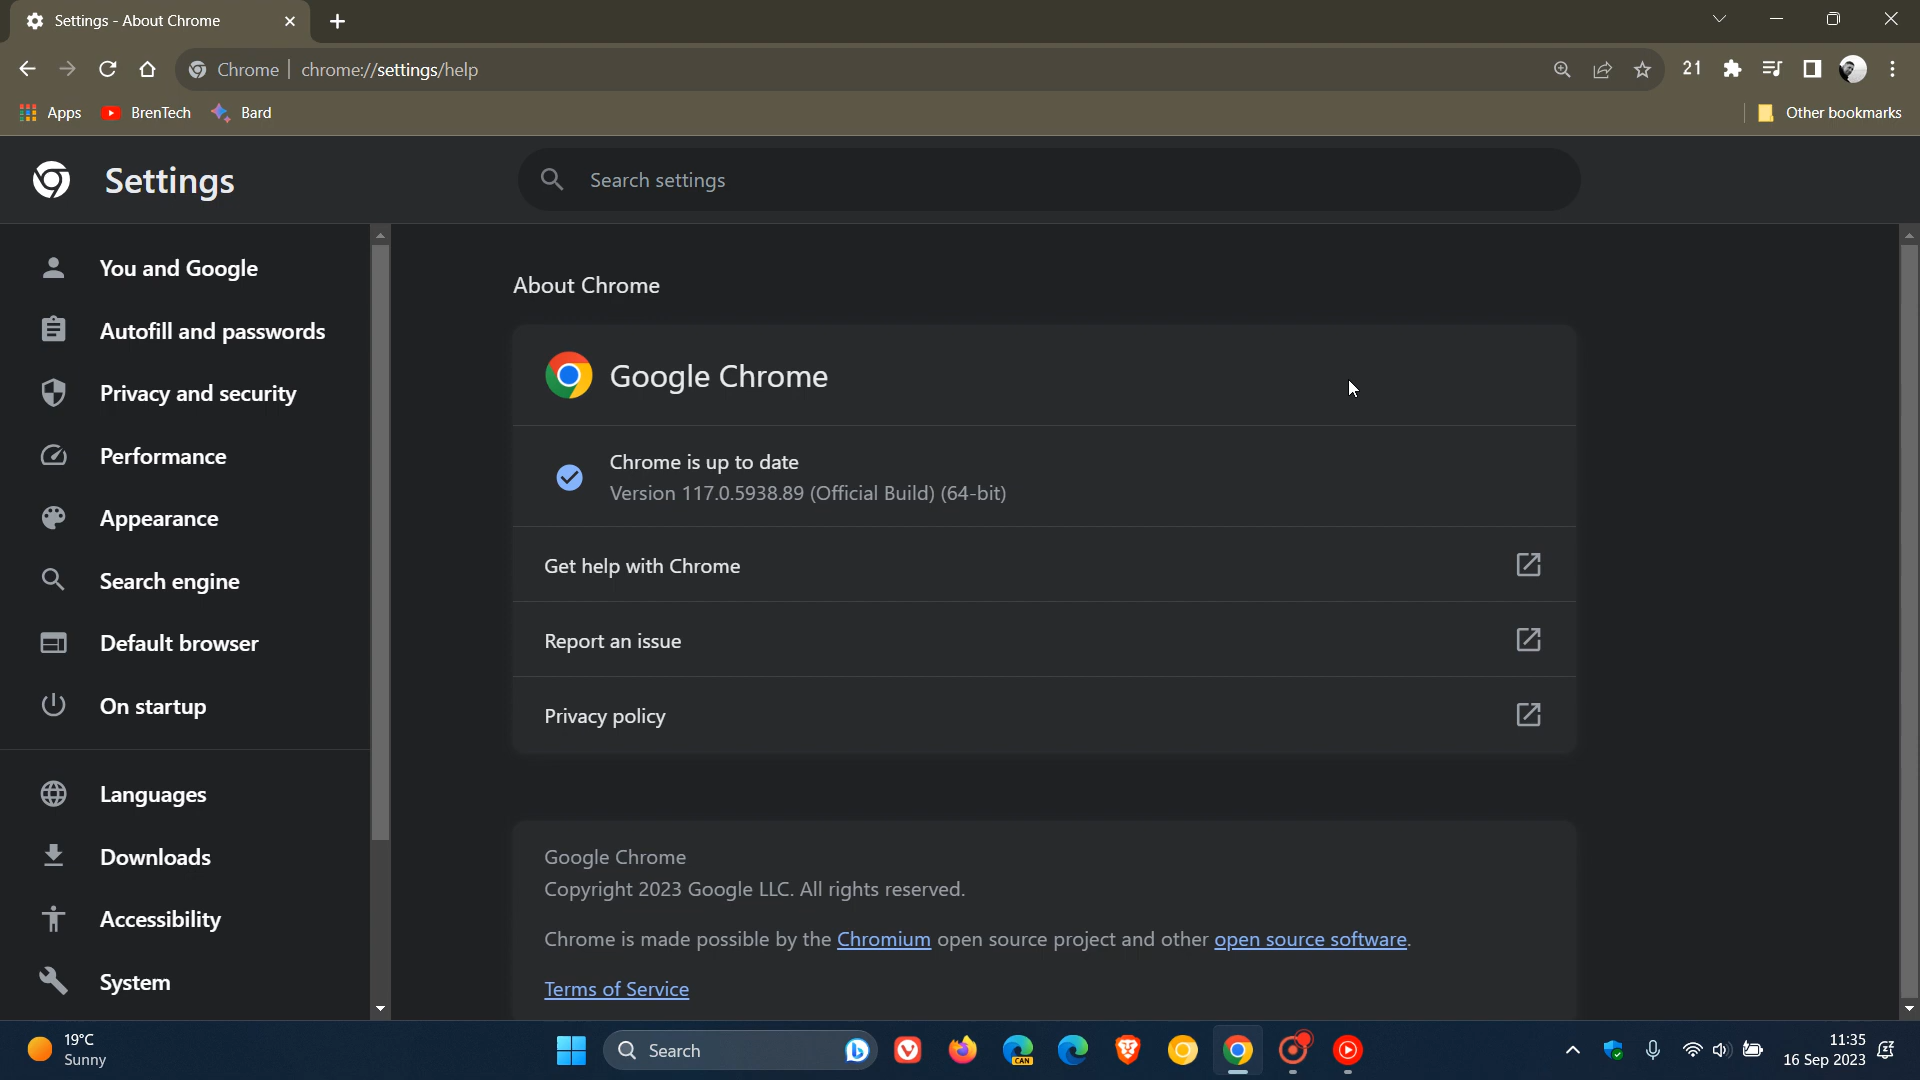 Settings - About Chrome
Chrome | chrome://settings/help
21
Apps
BrenTech
Bard
Other bookmarks
Settings
Search settings
You and Google
Autofill and passwords
Privacy and security
Performance
Appearance
Search engine
Default browser
On startup
Languages
Downloads
Accessibility
System
About Chrome
Google Chrome
Chrome is up to date
Version 117.0.5938.89 (Official Build) (64-bit)
Get help with Chrome
Report an issue
Privacy policy
Google Chrome
Copyright 2023 Google LLC. All rights reserved.
Chrome is made possible by the Chromium open source project and other open source software.
Terms of Service
19°C
Sunny
Search
CAN
11:35
16 Sep 2023